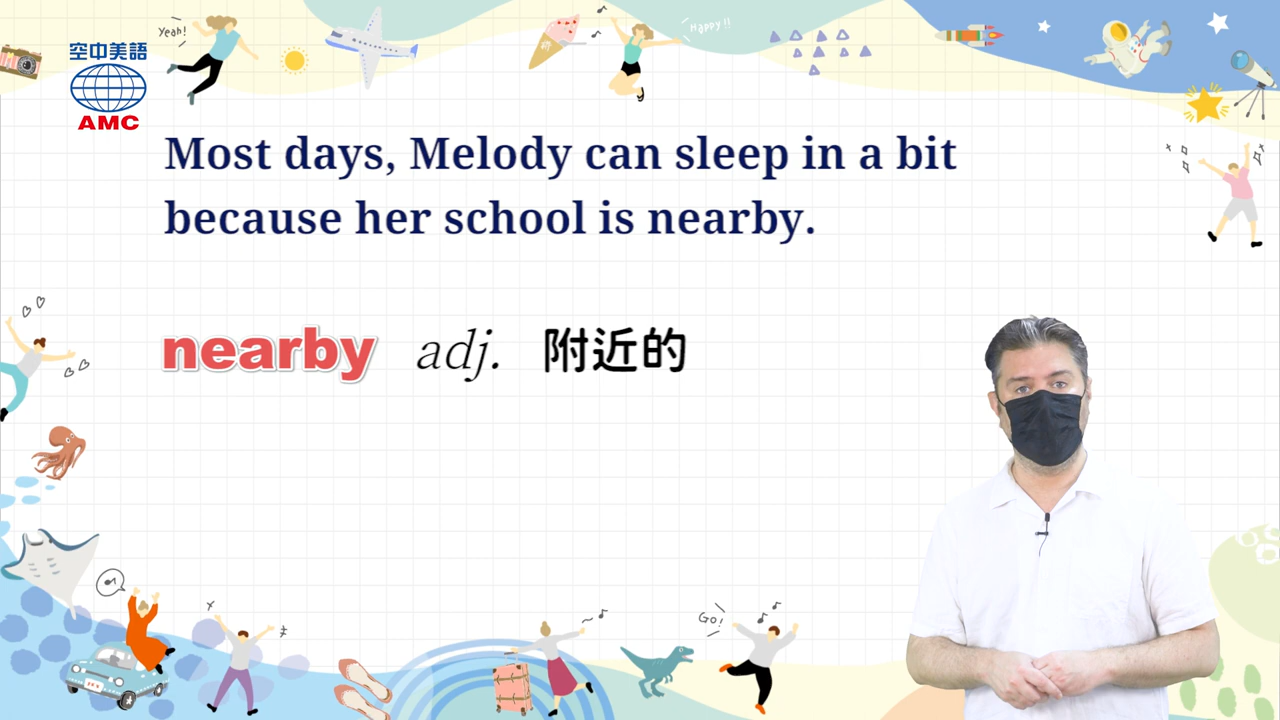 Yeah!
Happy!!
空中美語
AMC
Most days, Melody can sleep in a bit
because her school is nearby.
nearby adj. 附近的
Go!